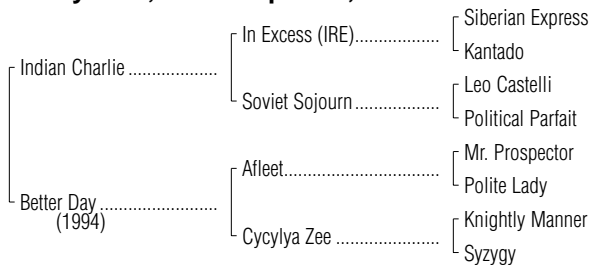 In Excess (IRE)
Siberian Express
Kantado
Indian Charlie
Soviet Sojourn
Leo Castelli
Political Parfait
Better Day
(1994)
Afleet
Mr. Prospector
Polite Lady
Cycylya Zee
Knightly Manner
Syzygy